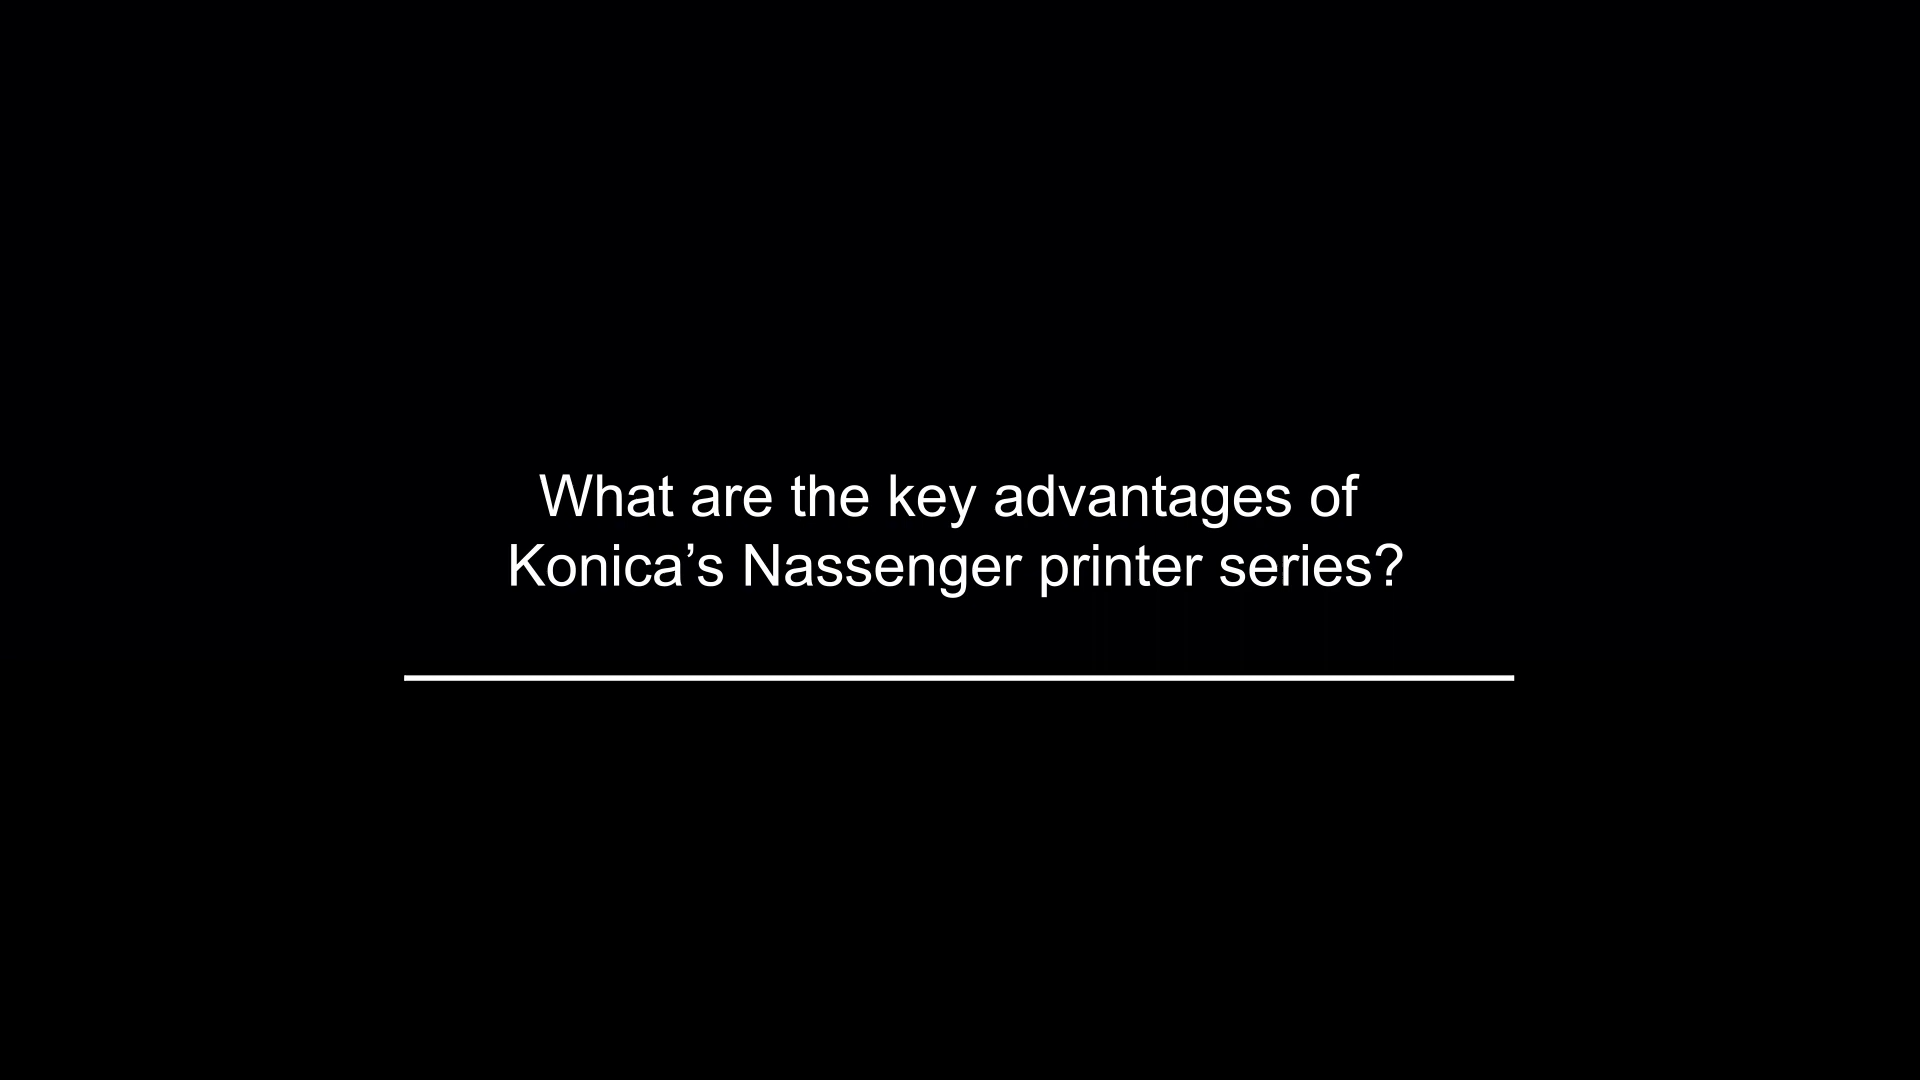 What are the key advantages of
Konica’s Nassenger printer series?